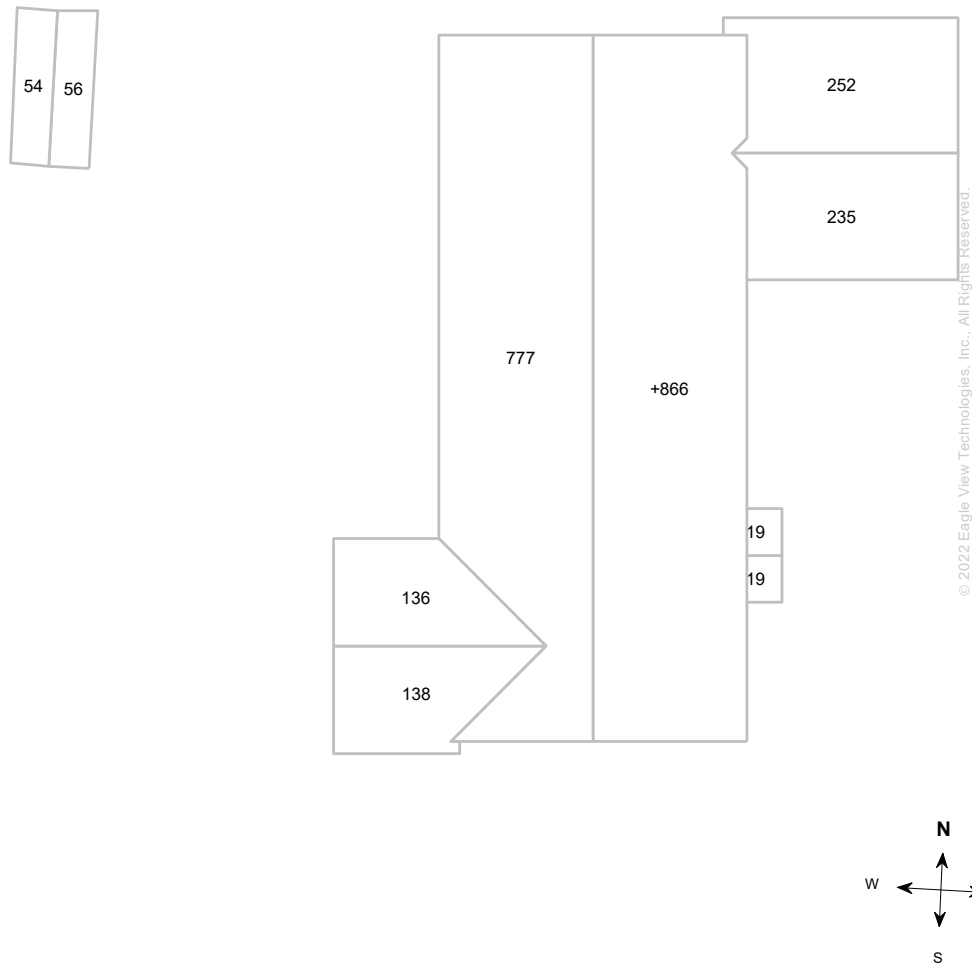 54
56
252
235
777
+866
19
19
136
138
© 2022 Eagle View Technologies, Inc., All Rights Reserved.
N
W
S